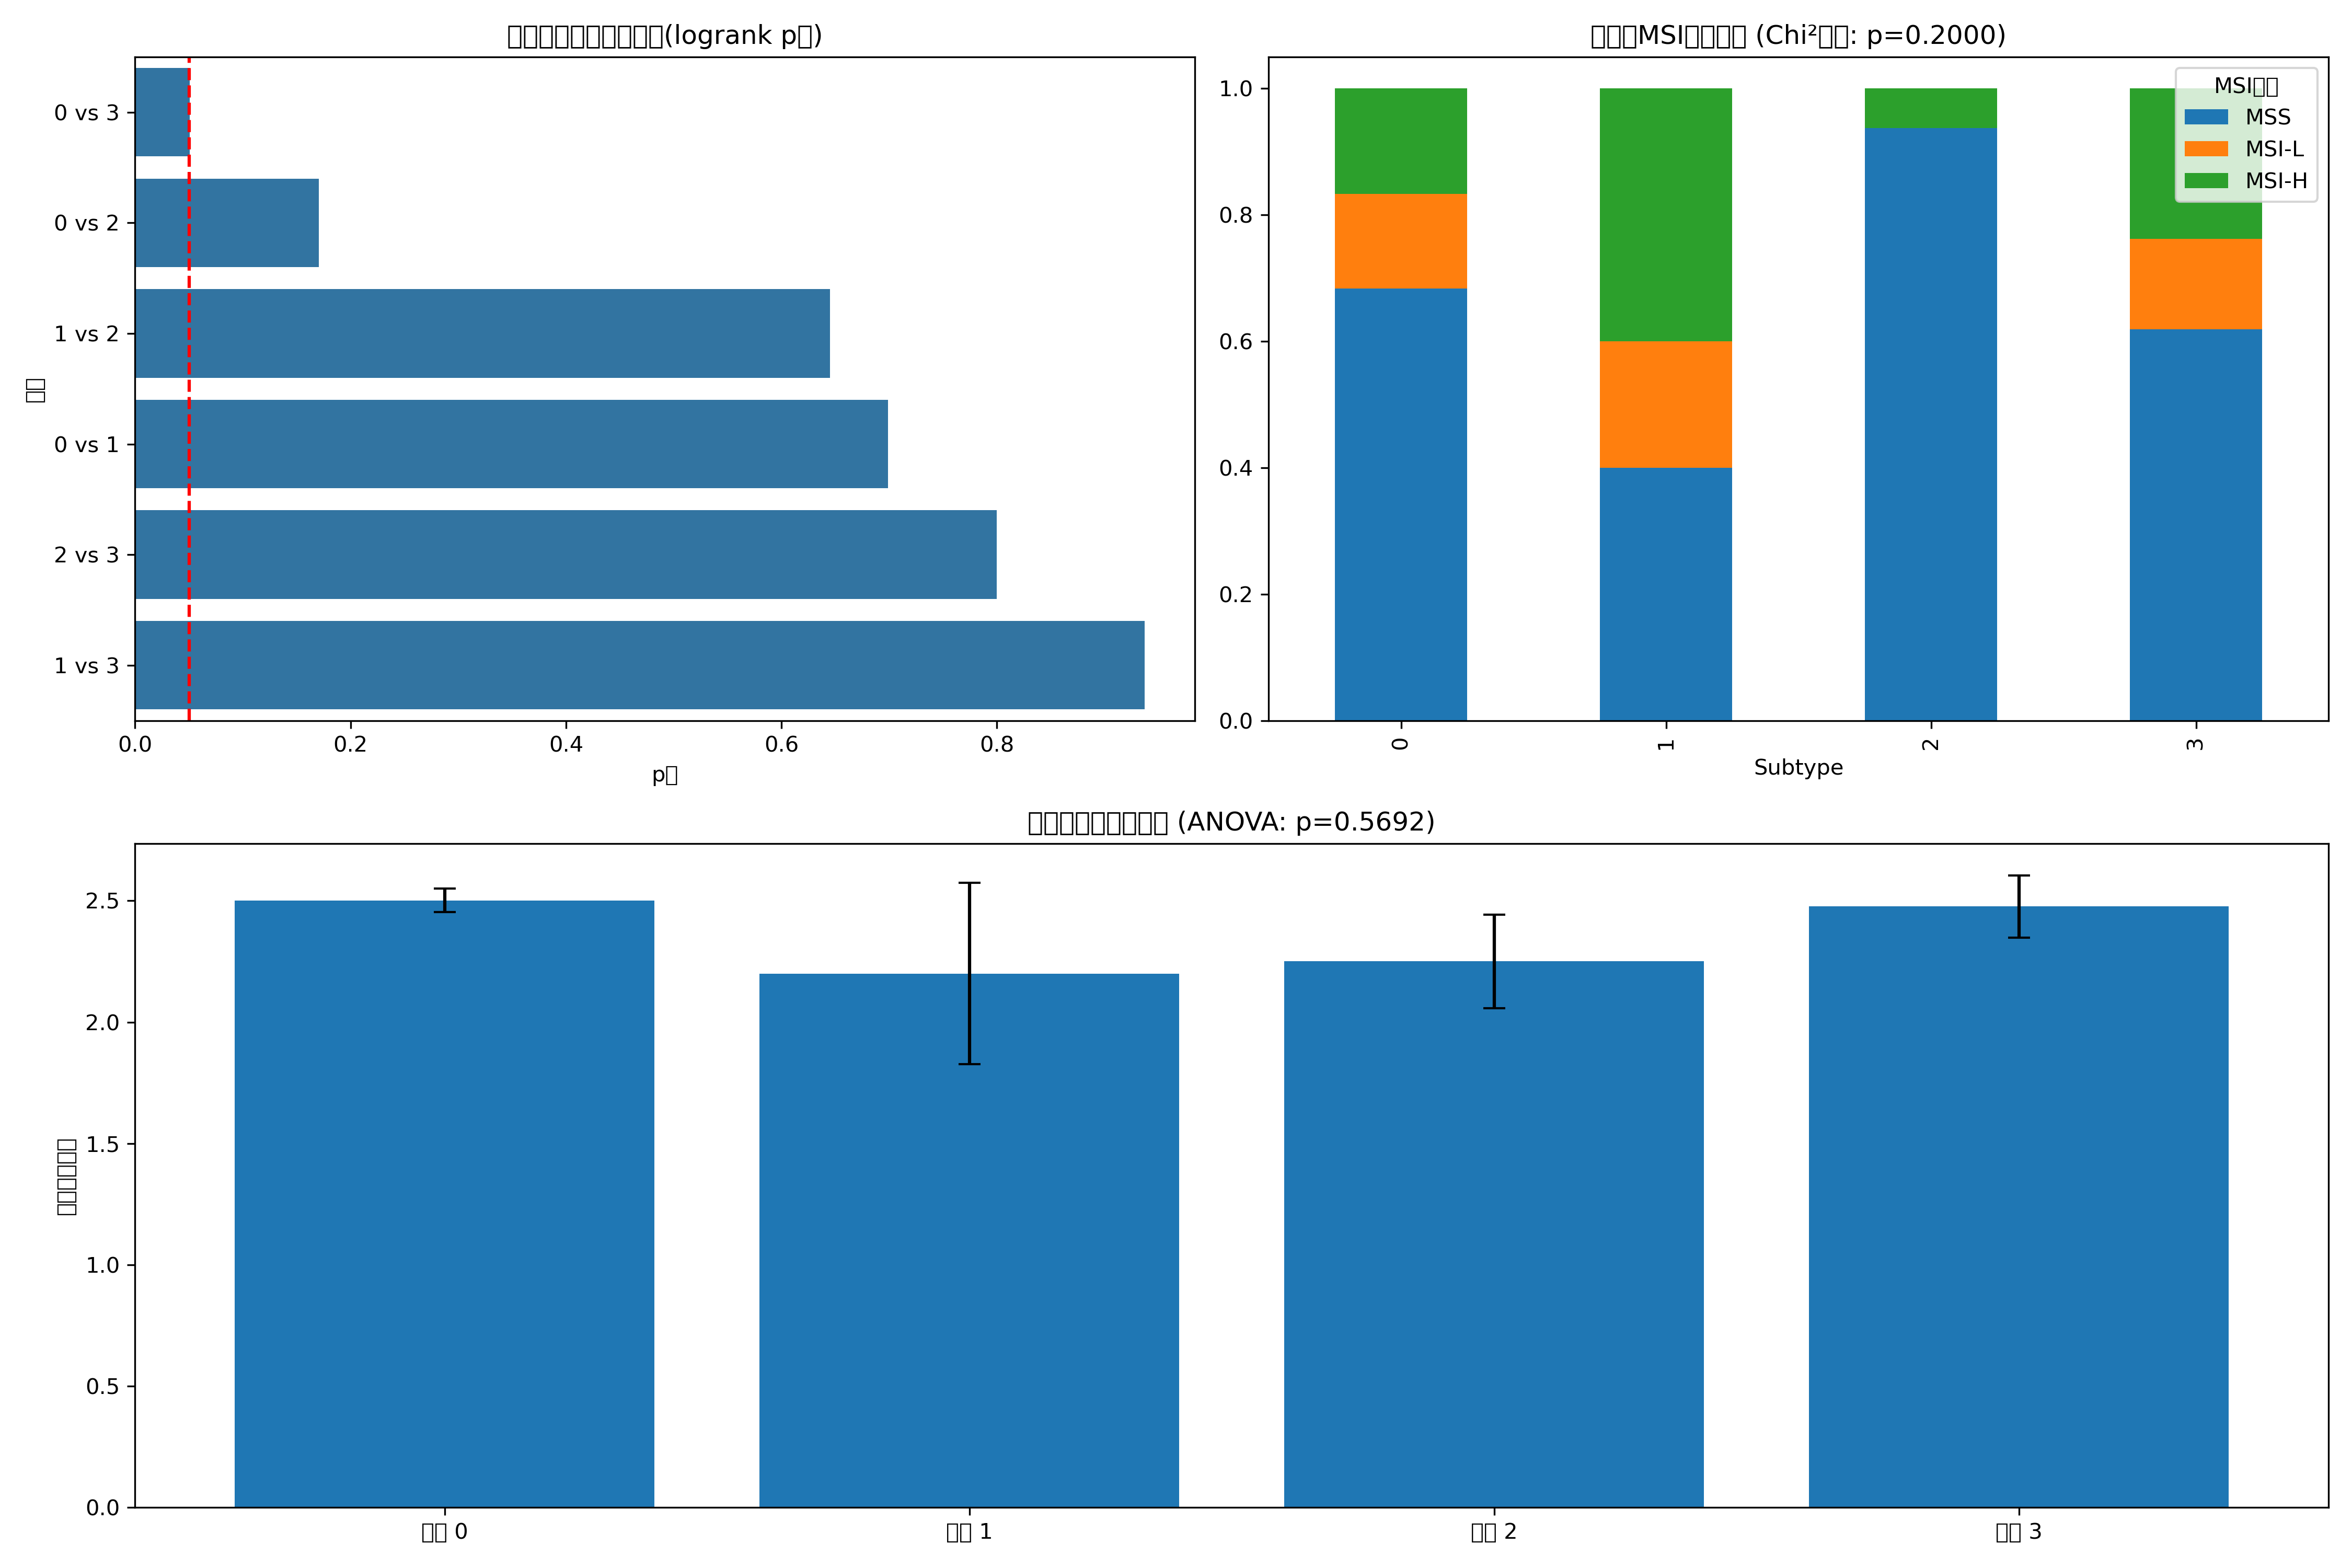 (logrank p
0 vs 3
0 vs 2
1 vs 2
0 vs 1
2 vs 3
1 vs 3
0.0 0.2 0.4 0.6 0.8
p
MSI (Chi² : p=0.2000)
MSI
MSS
MSI-L
MSI-H
1.0
0.8
0.6
0.4
0.2
0.0
0 1 2 3
Subtype
(ANOVA: p=0.5692)
2.5
2.0
1.5
1.0
0.5
0.0
0 1 2 3